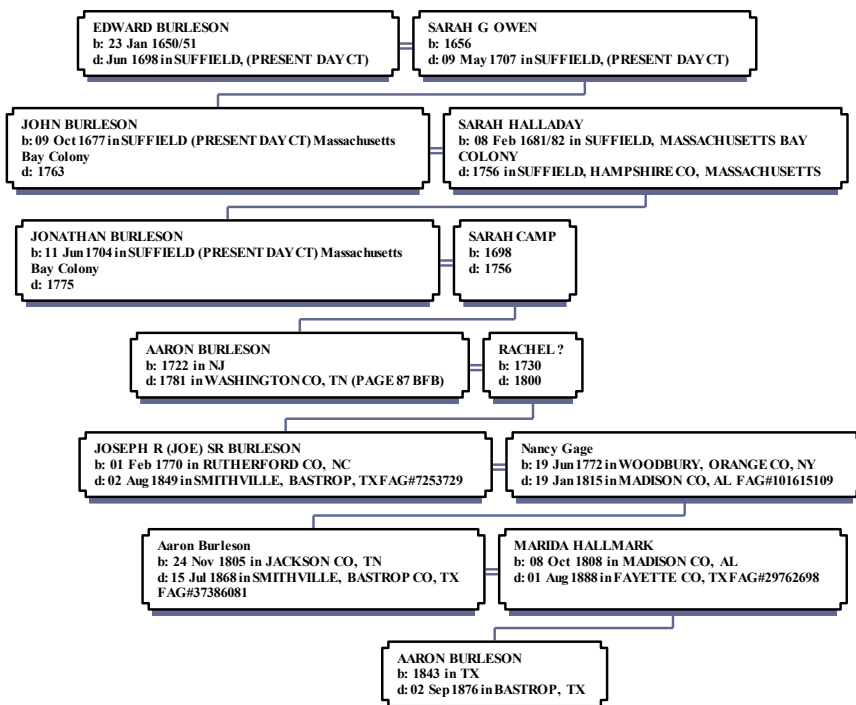 EDWARD BURLESON
b: 23 Jan 1650/51
d: Jun 1698 in SUFFIELD, (PRESENT DAY CT)
SARAH G OWEN
b: 1656
d: 09 May 1707 in SUFFIELD, (PRESENT DAY CT)
JOHN BURLESON
b: 09 Oct 1677 in SUFFIELD (PRESENT DAY CT) Massachusetts
Bay Colony
d: 1763
SARAH HALLADAY
b: 08 Feb 1681/82 in SUFFIELD, MASSACHUSETTS BAY
COLONY
d: 1756 in SUFFIELD, HAMPSHIRE CO, MASSACHUSETTS
JONATHAN BURLESON
b: 11 Jun 1704 in SUFFIELD (PRESENT DAY CT) Massachusetts
Bay Colony
d: 1775
SARAH CAMP
b: 1698
d: 1756
AARON BURLESON
b: 1722 in NJ
d: 1781 in WASHINGTON CO, TN (PAGE 87 BFB)
RACHEL ?
b: 1730
d: 1800
JOSEPH R (JOE) SR BURLESON
b: 01 Feb 1770 in RUTHERFORD CO, NC
d: 02 Aug 1849 in SMITHVILLE, BASTROP, TX FAG#7253729
Nancy Gage
b: 19 Jun 1772 in WOODBURY, ORANGE CO, NY
d: 19 Jan 1815 in MADISON CO, AL FAG#101615109
Aaron Burleson
b: 24 Nov 1805 in JACKSON CO, TN
d: 15 Jul 1868 in SMITHVILLE, BASTROP CO, TX
FAG#37386081
MARIDA HALLMARK
b: 08 Oct 1808 in MADISON CO, AL
d: 01 Aug 1888 in FAYETTE CO, TX FAG#29762698
AARON BURLESON
b: 1843 in TX
d: 02 Sep 1876 in BASTROP, TX